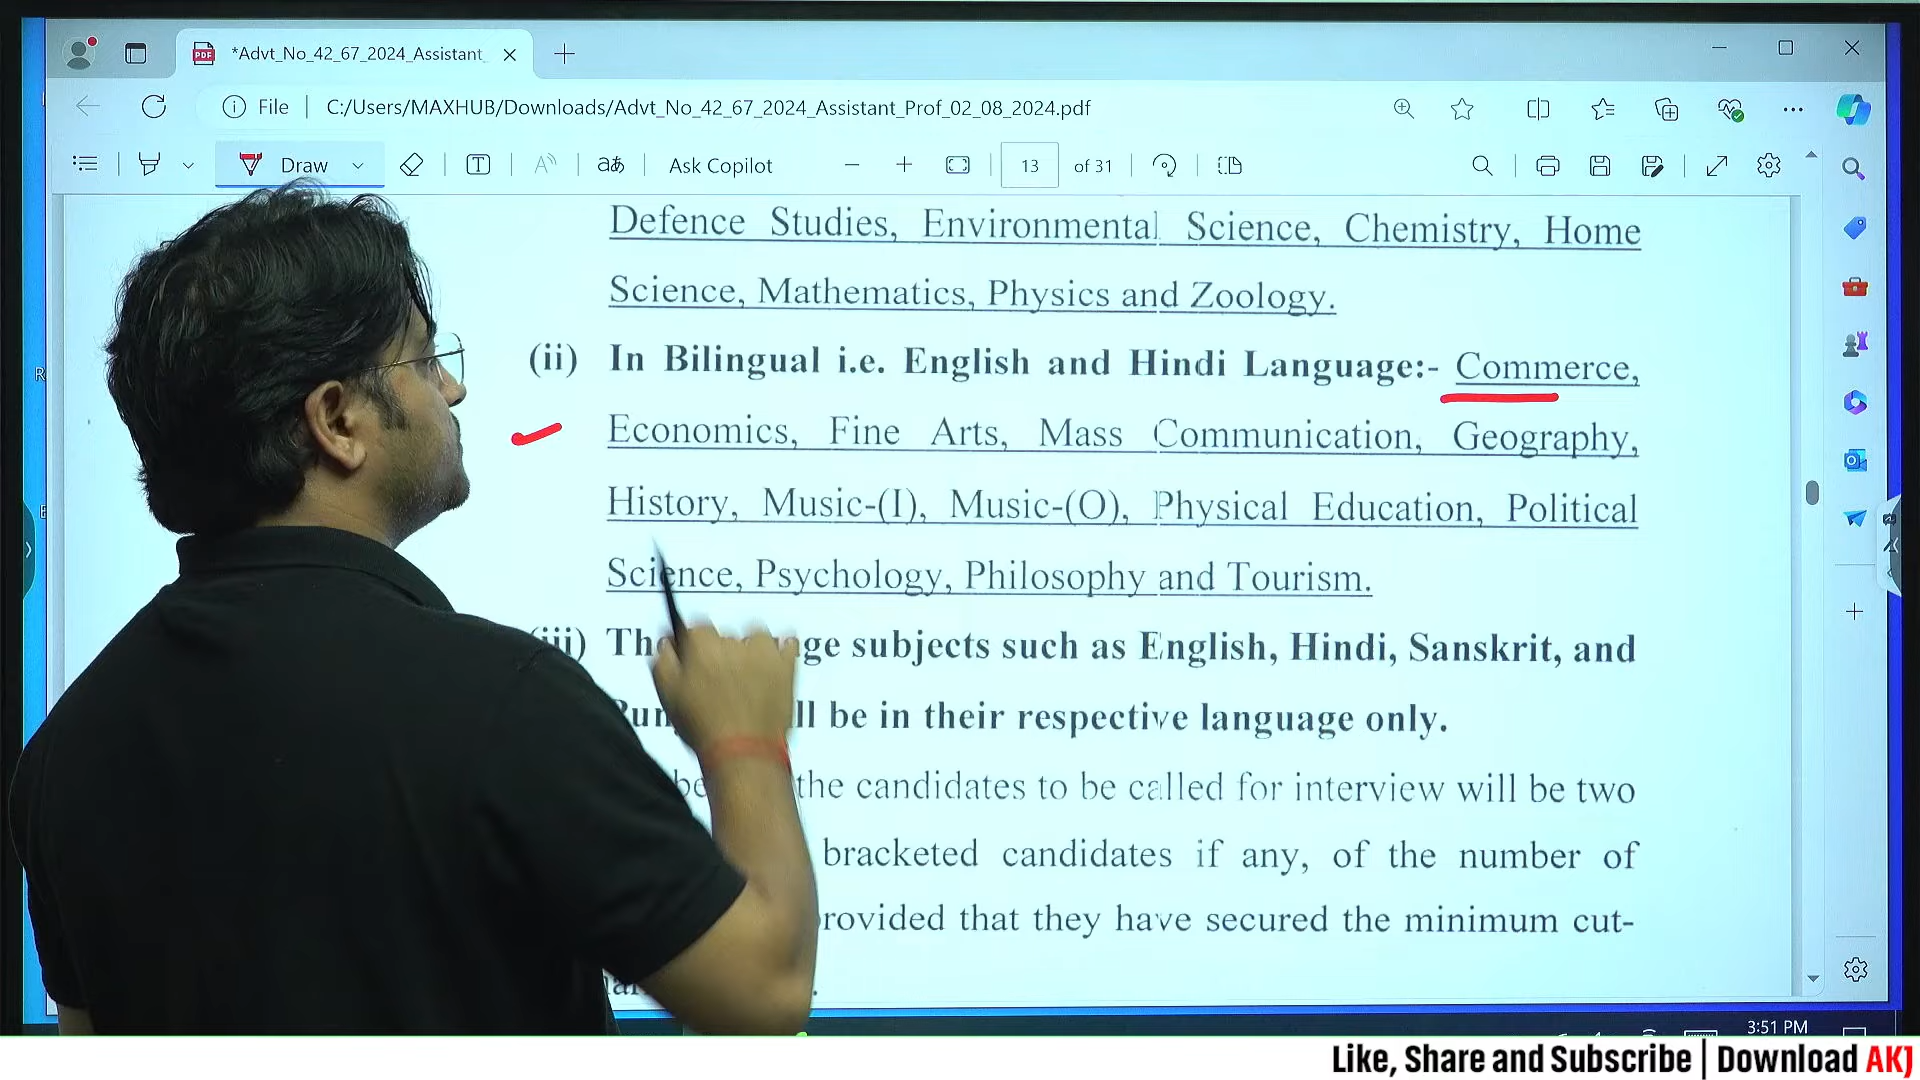 *Advt_No_42_67_2024_Assistant_
File
C:/Users/MAXHUB/Downloads/Advt_No_42_67_2024_Assistant_Prof_02_08_2024.pdf
Draw
Ask Copilot
13 of 31
Defence Studies, Environmental Science, Chemistry, Home
Science, Mathematics, Physics and Zoology.
(ii) In Bilingual i.e. English and Hindi Language:- Commerce,
Economics, Fine Arts, Mass Communication, Geography,
History, Music-(I), Music-(O), Physical Education, Political
Science, Psychology, Philosophy and Tourism.
(iii) subjects such as English, Hindi, Sanskrit, and
be in their respective language only.
the candidates to be called for interview will be two
bracketed candidates if any, of the number of
provided that they have secured the minimum cut-
3:51 PM
Like, Share and Subscribe | Download AKJ